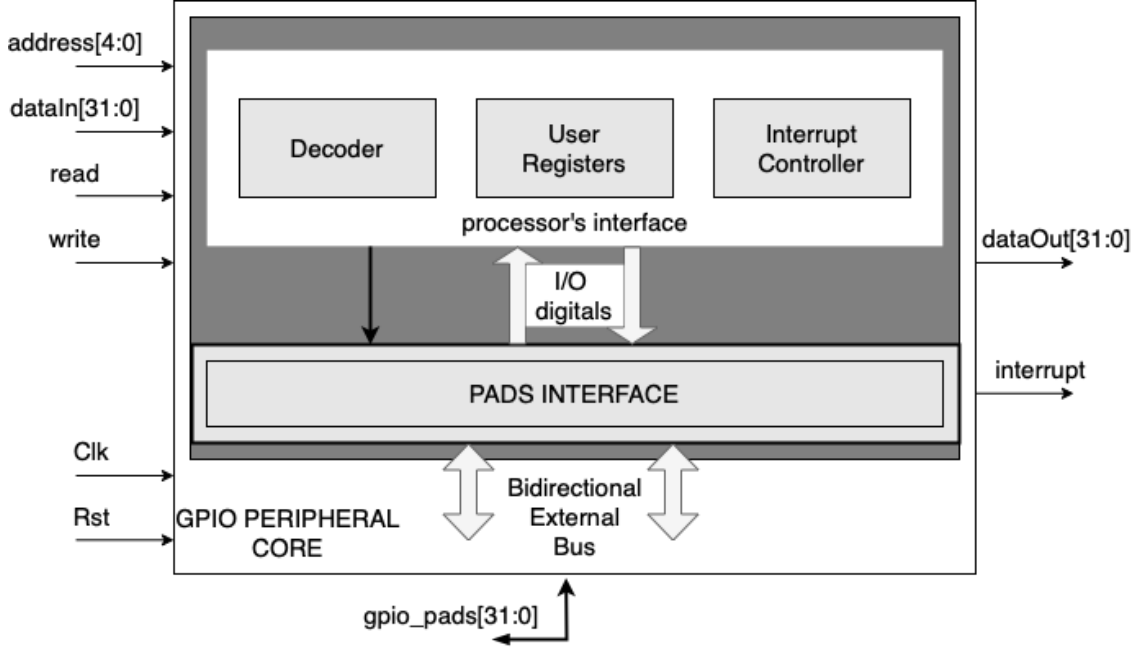 address[4:0]
dataIn[31:0]
read
write
Decoder
User
Registers
Interrupt
Controller
processor's interface
dataOut[31:0]
I/O
digitals
PADS INTERFACE
interrupt
Clk
Rst
GPIO PERIPHERAL
CORE
Bidirectional
External
Bus
gpio_pads[31:0]